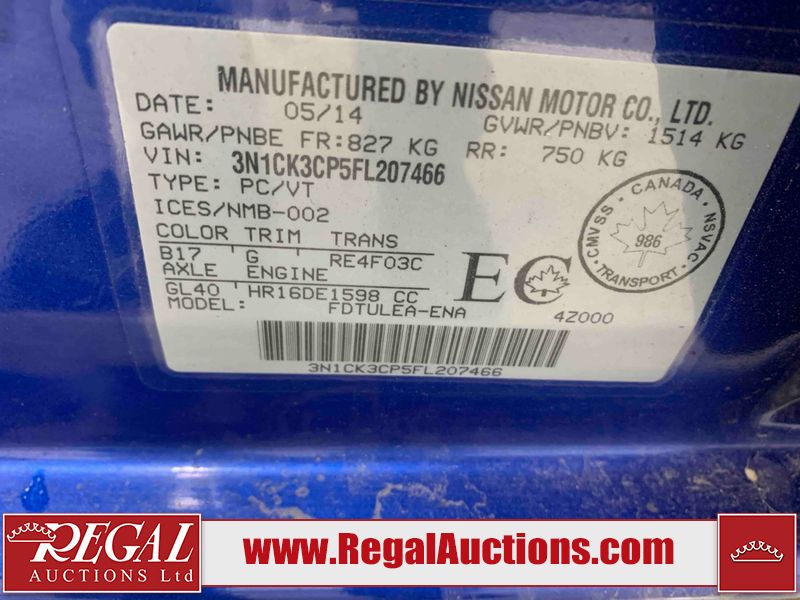 MANUFACTURED BY NISSAN MOTOR CO., LTD.
DATE: 05/14 GVWR/PNBV: 1514 KG
GAWR/PNBE FR: 827 KG RR: 750 KG
VIN: 3N1CK3CP5FL207466
TYPE: PC/VT
ICES/NMB-002
COLOR TRIM TRANS
B17 G RE4F03C
AXLE ENGINE
GL40 HR16DE1598 CC
MODEL: FDTULEA-ENA 4Z000
3N1CK3CP5FL207466
EC
CANADA
CMVSS 986 NSVAC
TRANSPORT
REGAL
AUCTIONS Ltd
www.RegalAuctions.com